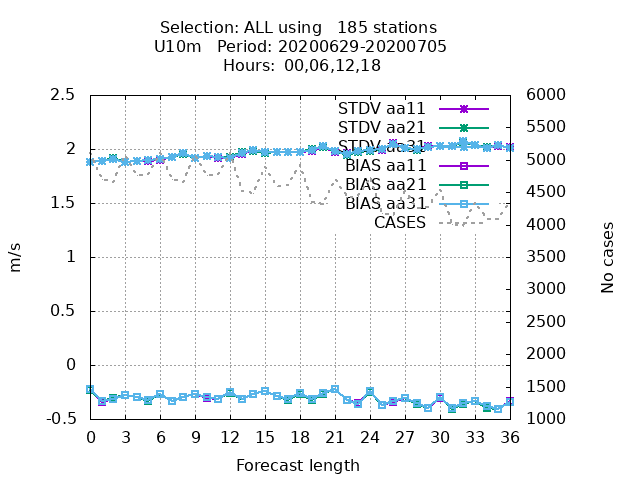 Selection: ALL using   185 stations
U10m   Period: 20200629-20200705
Hours:  00,06,12,18
2.5
2
1.5
1
0.5
0
-0.5
m/s
6000
5500
5000
4500
4000
3500
3000
2500
2000
1500
1000
No cases
STDV aa11
STDV aa21
STDV aa31
BIAS aa11
BIAS aa21
BIAS aa31
CASES
0 3 6 9 12 15 18 21 24 27 30 33 36
Forecast length